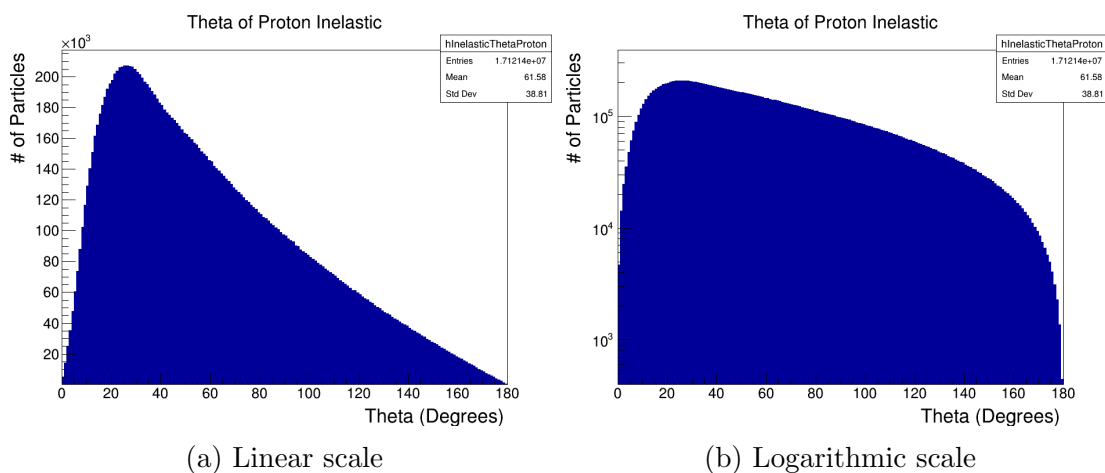 Theta of Proton Inelastic
×10³
hInelasticThetaProton
Entries 1.71214e+07
Mean 61.58
Std Dev 38.81
# of Particles
200
180
160
140
120
100
80
60
40
20
0 20 40 60 80 100 120 140 160 180
Theta (Degrees)
(a) Linear scale
Theta of Proton Inelastic
hInelasticThetaProton
Entries 1.71214e+07
Mean 61.58
Std Dev 38.81
# of Particles
10⁵
10⁴
10³
0 20 40 60 80 100 120 140 160 180
Theta (Degrees)
(b) Logarithmic scale